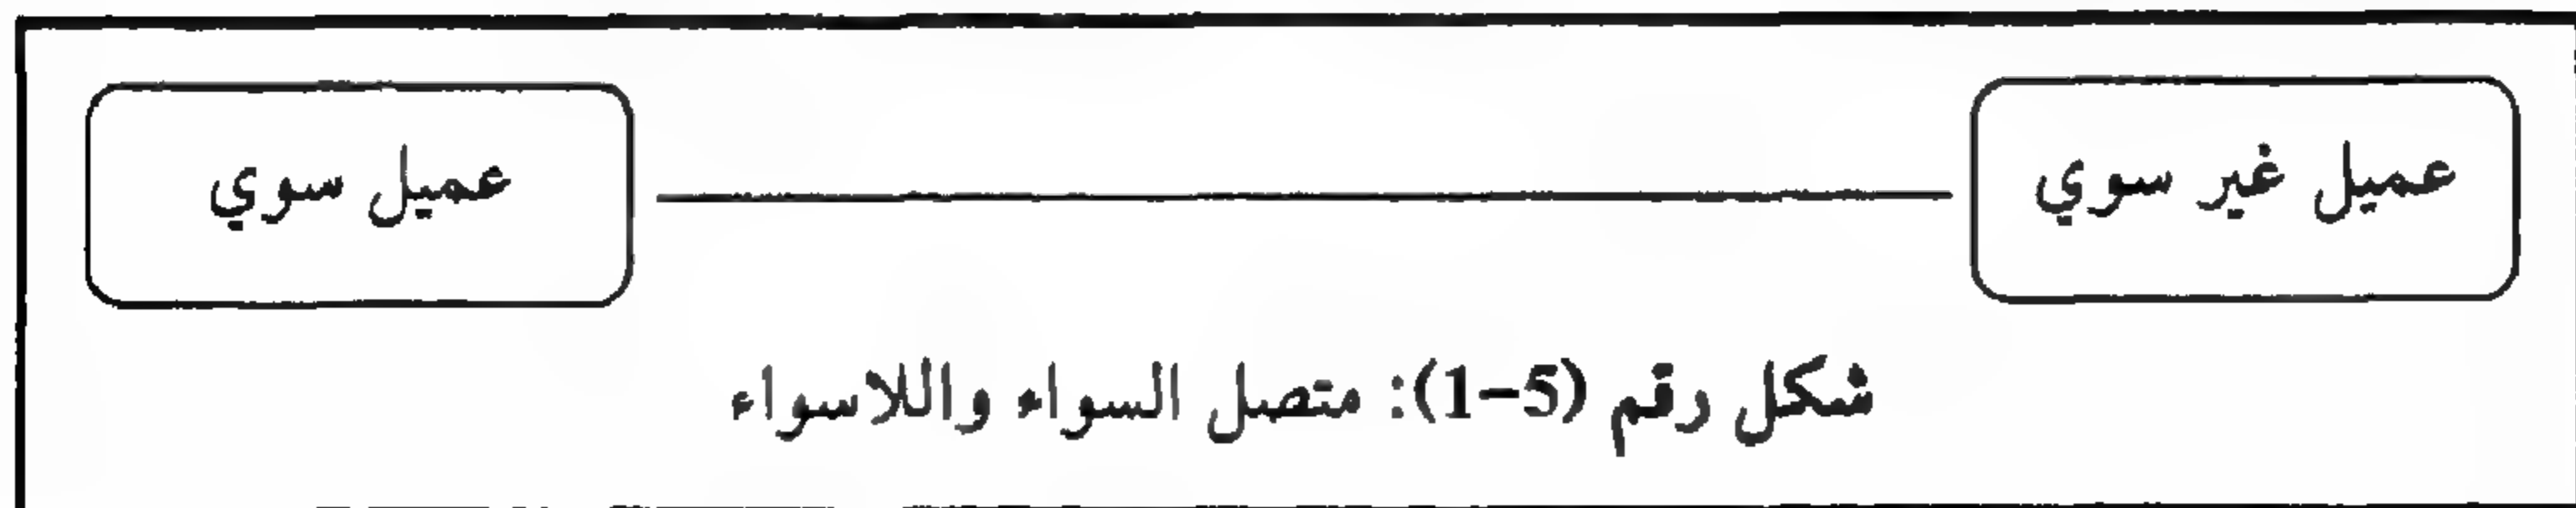 عميل غير سوي
عميل سوي
شكل رقم (5-1): متصل السواء واللاسواء